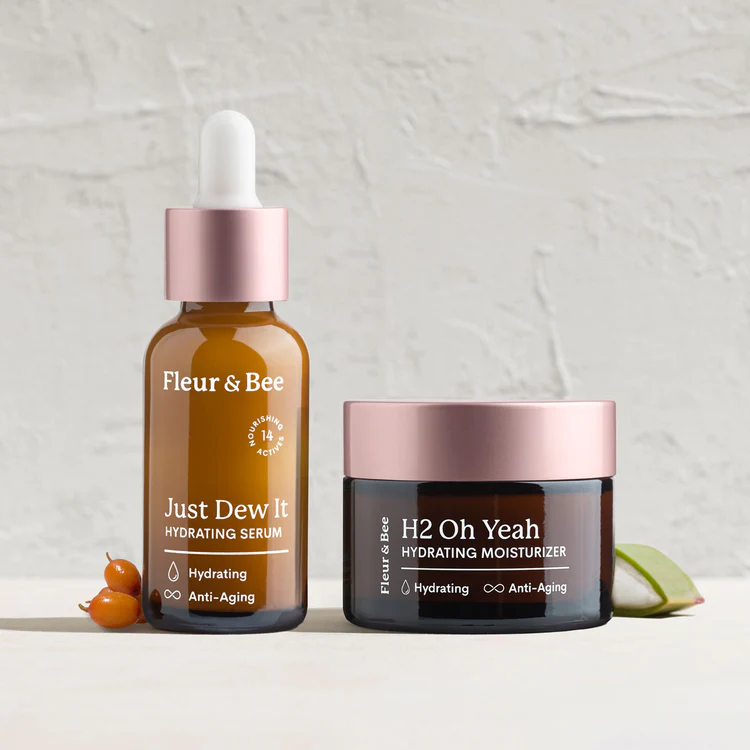 Fleur & Bee
NOURISHING
14
ACTIVES
Just Dew It
HYDRATING SERUM
Hydrating
Anti-Aging
Fleur & Bee
H2 Oh Yeah
HYDRATING MOISTURIZER
Hydrating Anti-Aging